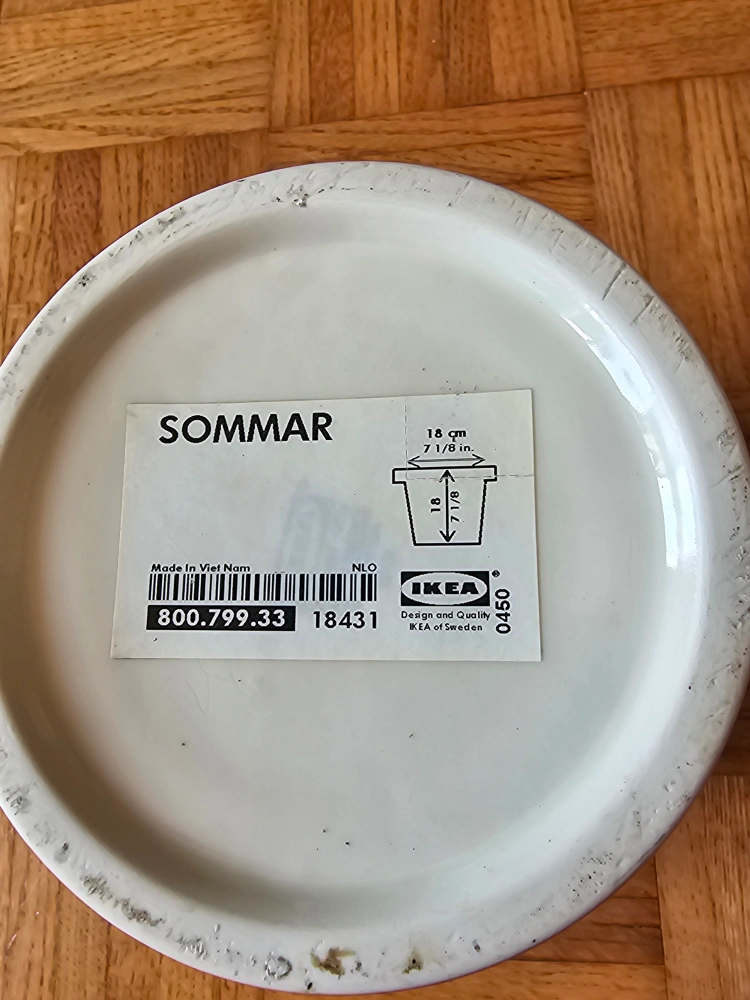 SOMMAR
18 cm
7 1/8 in.
18
7 1/8
Made In Viet Nam NLO
800.799.33 18431
IKEA®
Design and Quality
IKEA of Sweden
0450